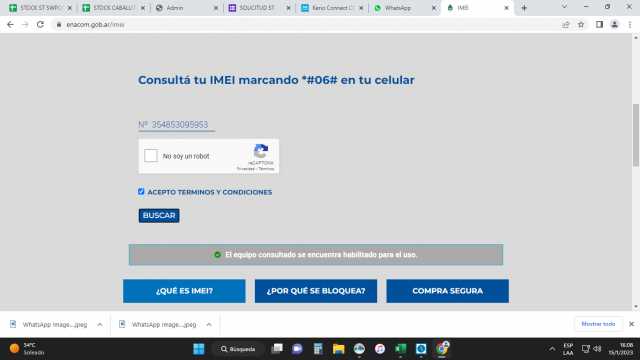 STOCK ST SWPO
STOCK CABALLIT
Admin
SOLICITUD ST
Kerio Connect Cl
WhatsApp
IMEI
enacom.gob.ar/imei
Consultá tu IMEI marcando *#06# en tu celular
Nº 354853095953
No soy un robot
reCAPTCHA
Privacidad - Términos
ACEPTO TERMINOS Y CONDICIONES
BUSCAR
El equipo consultado se encuentra habilitado para el uso.
¿QUÉ ES IMEI?
¿POR QUÉ SE BLOQUEA?
COMPRA SEGURA
WhatsApp Image....jpeg
WhatsApp Image....jpeg
Mostrar todo
34°C
Soleado
Búsqueda
ESP
LAA
16:08
15/1/2023